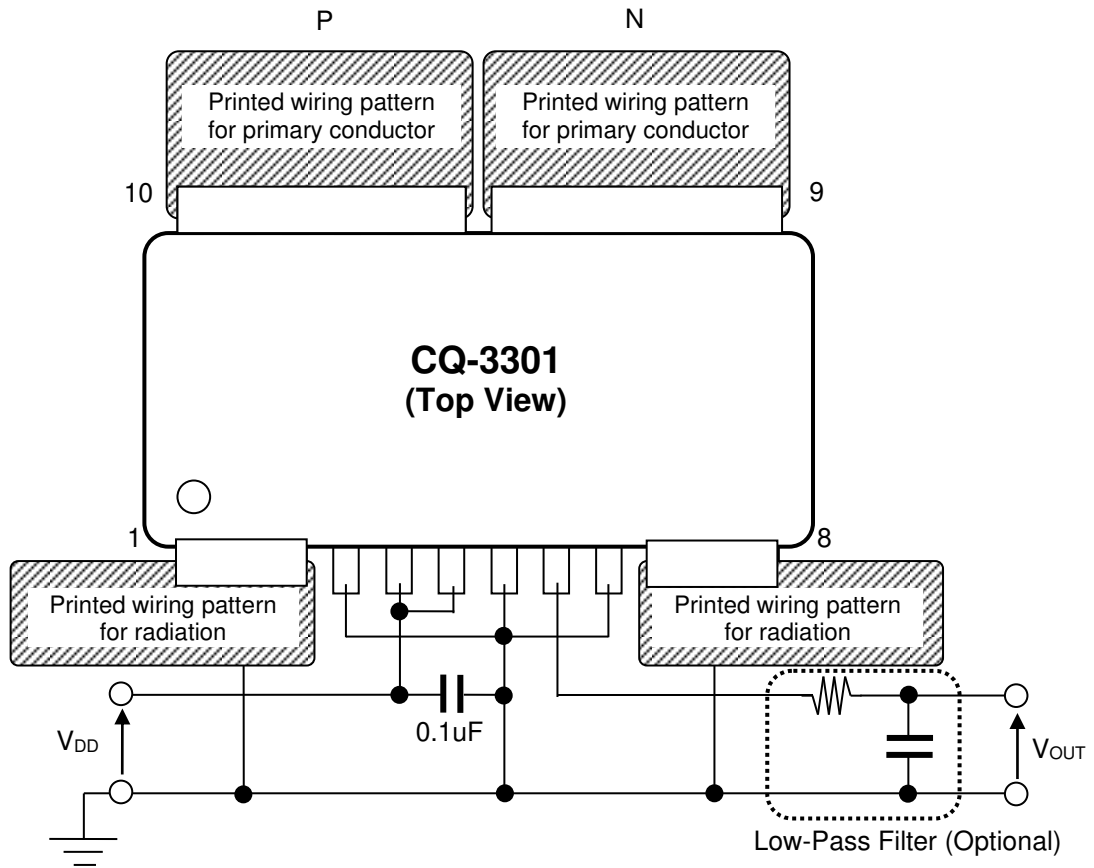 P
N
Printed wiring pattern
for primary conductor
Printed wiring pattern
for primary conductor
10
9
CQ-3301
(Top View)
1
8
Printed wiring pattern
for radiation
Printed wiring pattern
for radiation
0.1uF
VDD
VOUT
Low-Pass Filter (Optional)